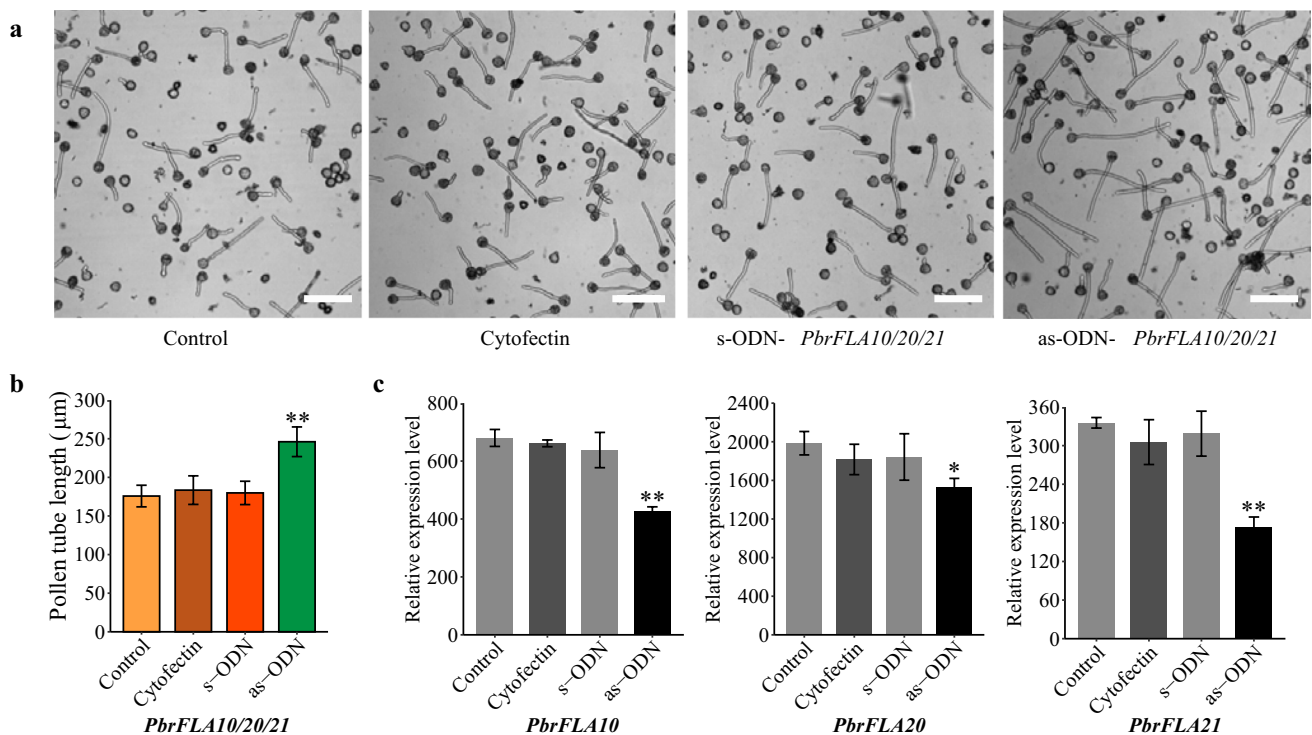 a
Control
Cytofectin
s-ODN- PbrFLA10/20/21
as-ODN- PbrFLA10/20/21
b
Pollen tube length (µm)
300
250
200
150
100
50
0
**
Control
Cytofectin
s–ODN
as–ODN
PbrFLA10/20/21
c
Relative expression level
800
600
400
200
0
**
Control
Cytofectin
s–ODN
as–ODN
PbrFLA10
Relative expression level
2400
2000
1600
1200
800
400
0
*
Control
Cytofectin
s–ODN
as–ODN
PbrFLA20
Relative expression level
360
300
240
180
120
60
0
**
Control
Cytofectin
s–ODN
as–ODN
PbrFLA21